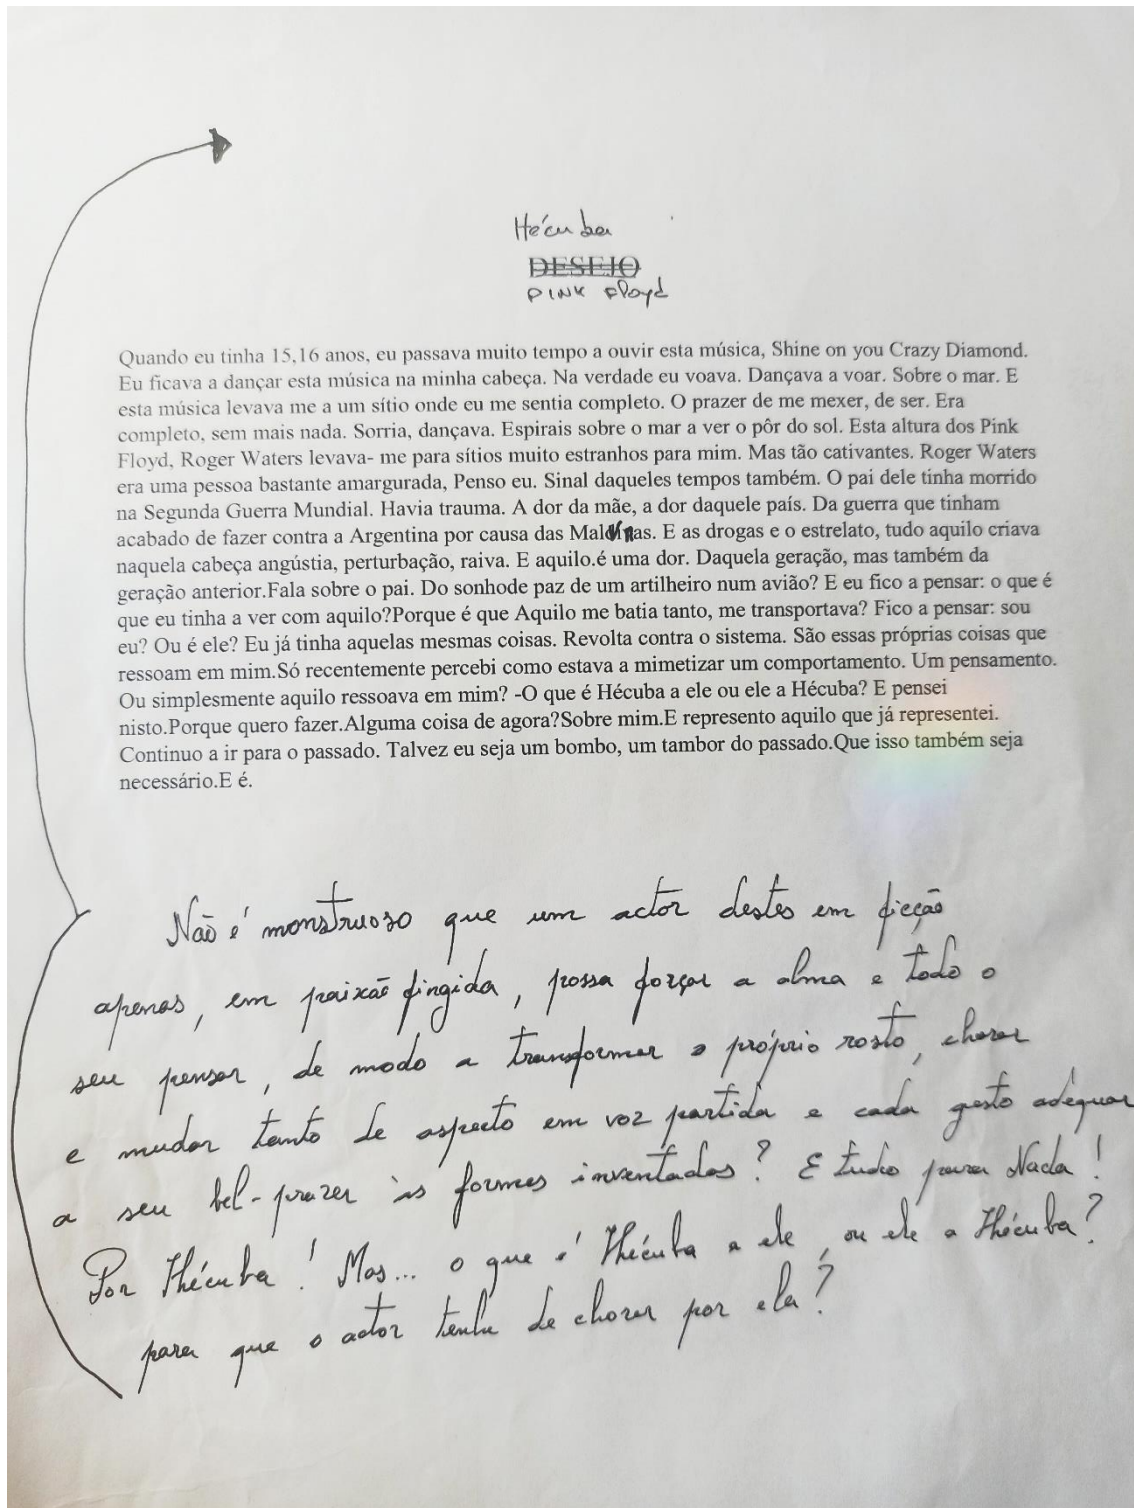 Hécuba
DESEJO
PINK Floyd
Quando eu tinha 15,16 anos, eu passava muito tempo a ouvir esta música, Shine on you Crazy Diamond.
Eu ficava a dançar esta música na minha cabeça. Na verdade eu voava. Dançava a voar. Sobre o mar. E
esta música levava me a um sítio onde eu me sentia completo. O prazer de me mexer, de ser. Era
completo, sem mais nada. Sorria, dançava. Espirais sobre o mar a ver o pôr do sol. Esta altura dos Pink
Floyd, Roger Waters levava- me para sítios muito estranhos para mim. Mas tão cativantes. Roger Waters
era uma pessoa bastante amargurada, Penso eu. Sinal daqueles tempos também. O pai dele tinha morrido
na Segunda Guerra Mundial. Havia trauma. A dor da mãe, a dor daquele país. Da guerra que tinham
acabado de fazer contra a Argentina por causa das Malvinas. E as drogas e o estrelato, tudo aquilo criava
naquela cabeça angústia, perturbação, raiva. E aquilo.é uma dor. Daquela geração, mas também da
geração anterior.Fala sobre o pai. Do sonhode paz de um artilheiro num avião? E eu fico a pensar: o que é
que eu tinha a ver com aquilo?Porque é que Aquilo me batia tanto, me transportava? Fico a pensar: sou
eu? Ou é ele? Eu já tinha aquelas mesmas coisas. Revolta contra o sistema. São essas próprias coisas que
ressoam em mim.Só recentemente percebi como estava a mimetizar um comportamento. Um pensamento.
Ou simplesmente aquilo ressoava em mim? -O que é Hécuba a ele ou ele a Hécuba? E pensei
nisto.Porque quero fazer.Alguma coisa de agora?Sobre mim.E represento aquilo que já representei.
Continuo a ir para o passado. Talvez eu seja um bombo, um tambor do passado.Que isso também seja
necessário.E é.
Não é monstruoso que um actor destes em ficção
apenas, em paixão fingida, possa forçar a alma e todo o
seu pensar, de modo a transformar o próprio rosto, chorar
e mudar tanto de aspecto em voz partida e cada gesto adequar
a seu bel-prazer às formas inventadas? E tudo para Nada!
Por Hécuba! Mas... o que é Hécuba a ele, ou ele a Hécuba?
para que o actor tenha de chorar por ela?